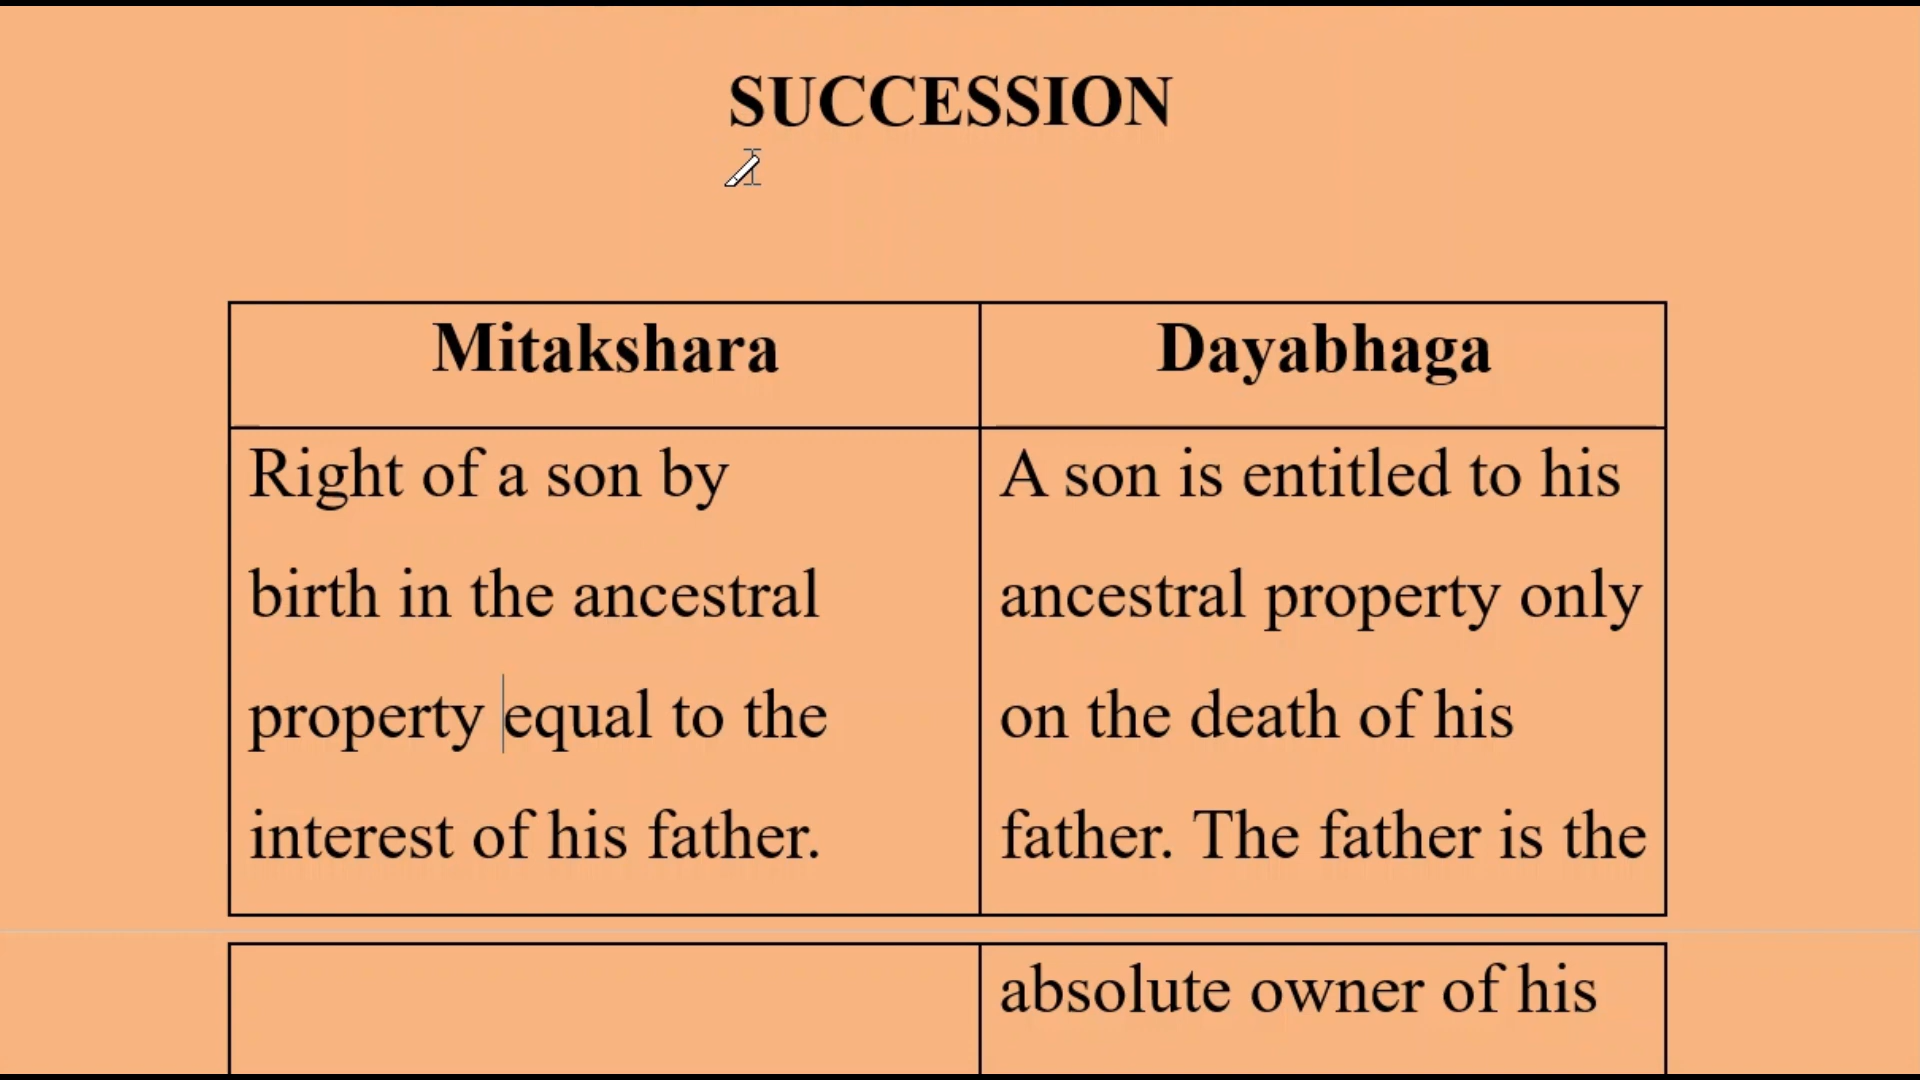 SUCCESSION
Mitakshara
Dayabhaga
Right of a son by
birth in the ancestral
property equal to the
interest of his father.
A son is entitled to his
ancestral property only
on the death of his
father. The father is the
absolute owner of his